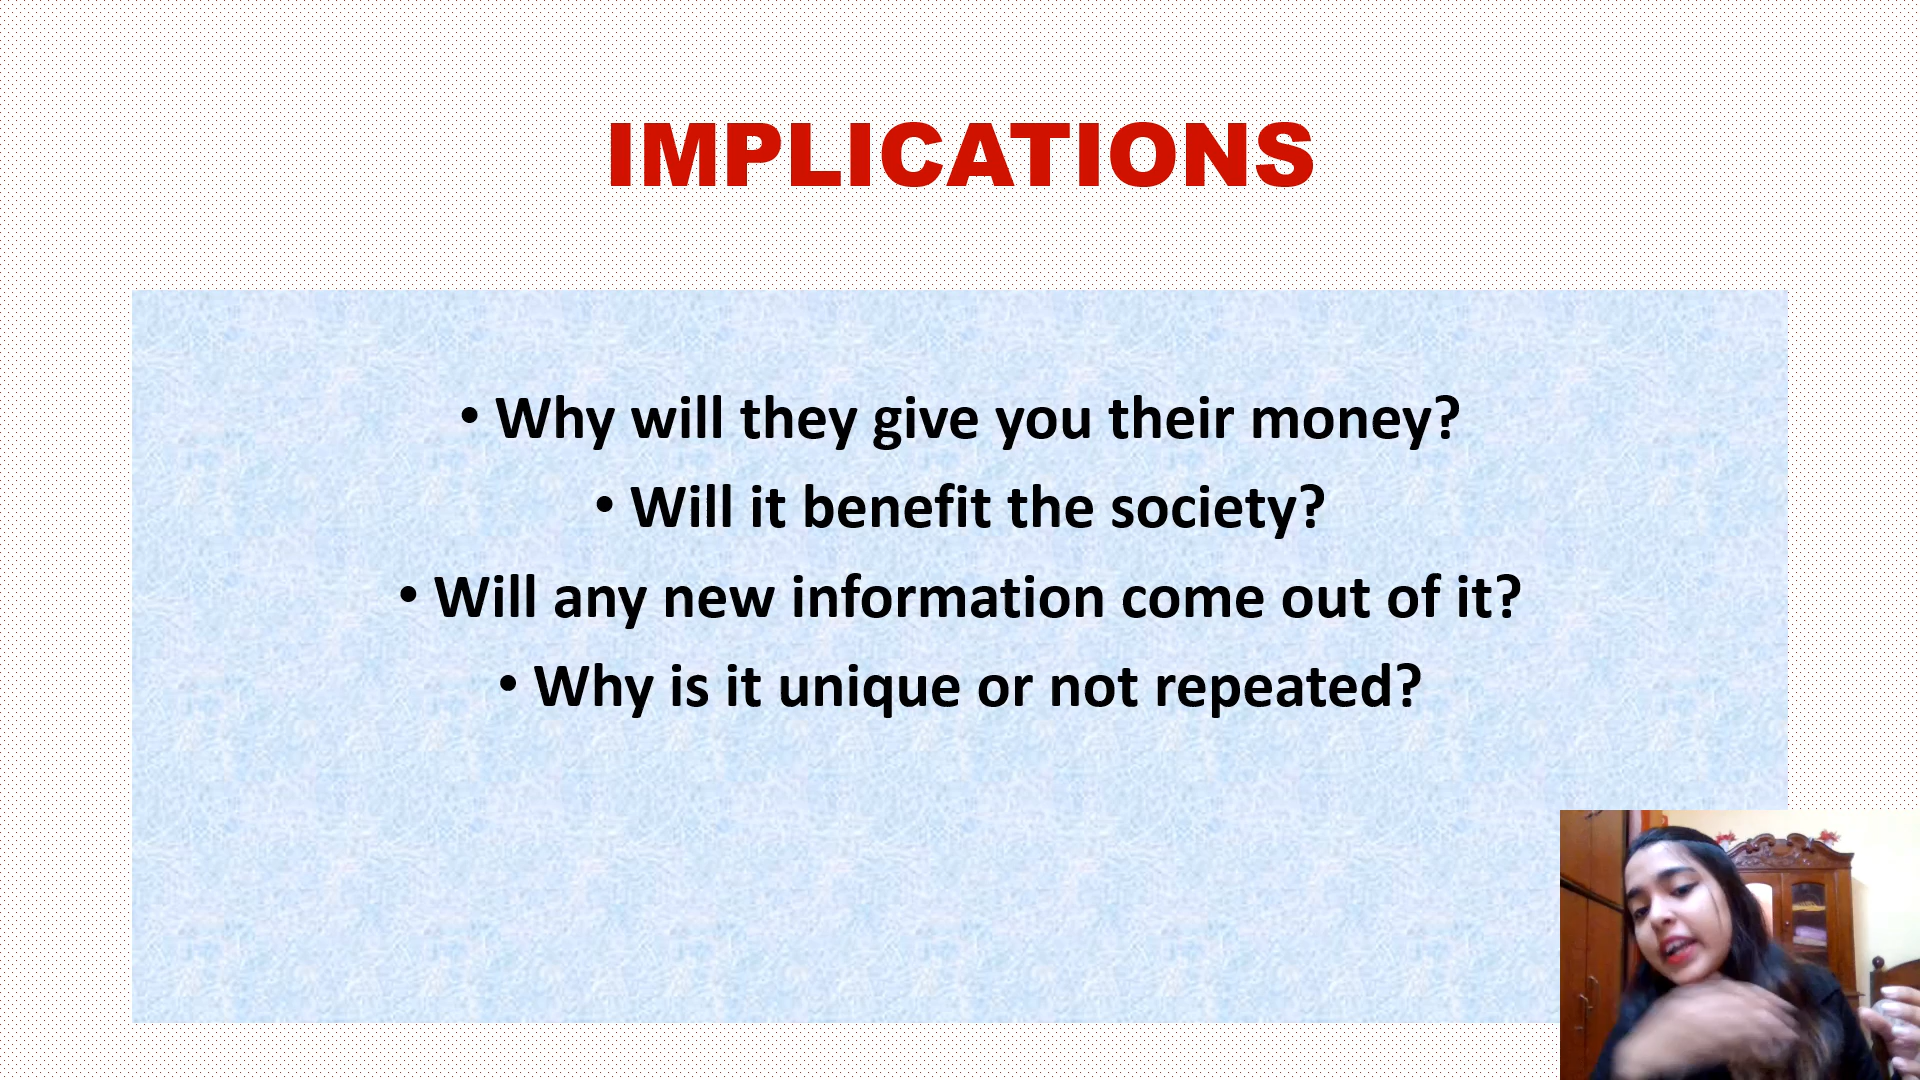 IMPLICATIONS
• Why will they give you their money?
• Will it benefit the society?
• Will any new information come out of it?
• Why is it unique or not repeated?